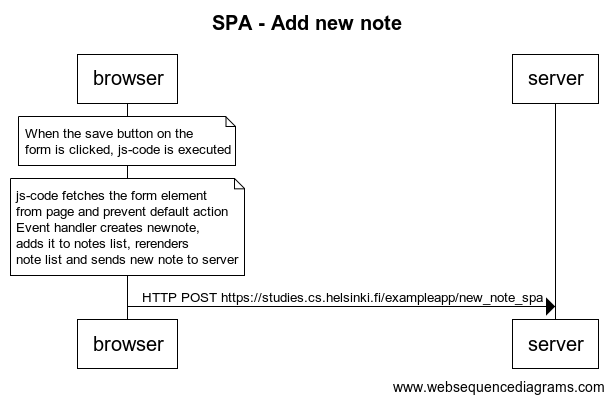 SPA - Add new note
browser
server
When the save button on the
form is clicked, js-code is executed
js-code fetches the form element
from page and prevent default action
Event handler creates newnote,
adds it to notes list, rerenders
note list and sends new note to server
HTTP POST https://studies.cs.helsinki.fi/exampleapp/new_note_spa
browser
server
www.websequencediagrams.com